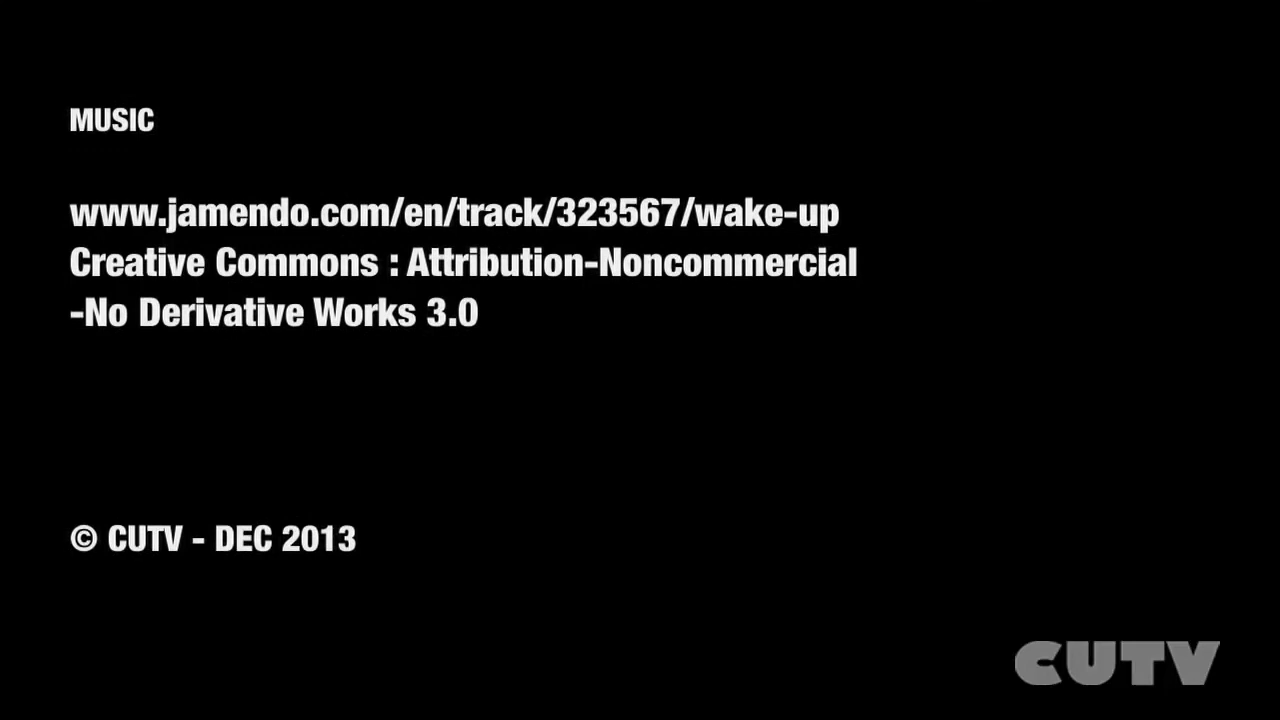 MUSIC
www.jamendo.com/en/track/323567/wake-up
Creative Commons : Attribution-Noncommercial
-No Derivative Works 3.0
© CUTV - DEC 2013
CUTV